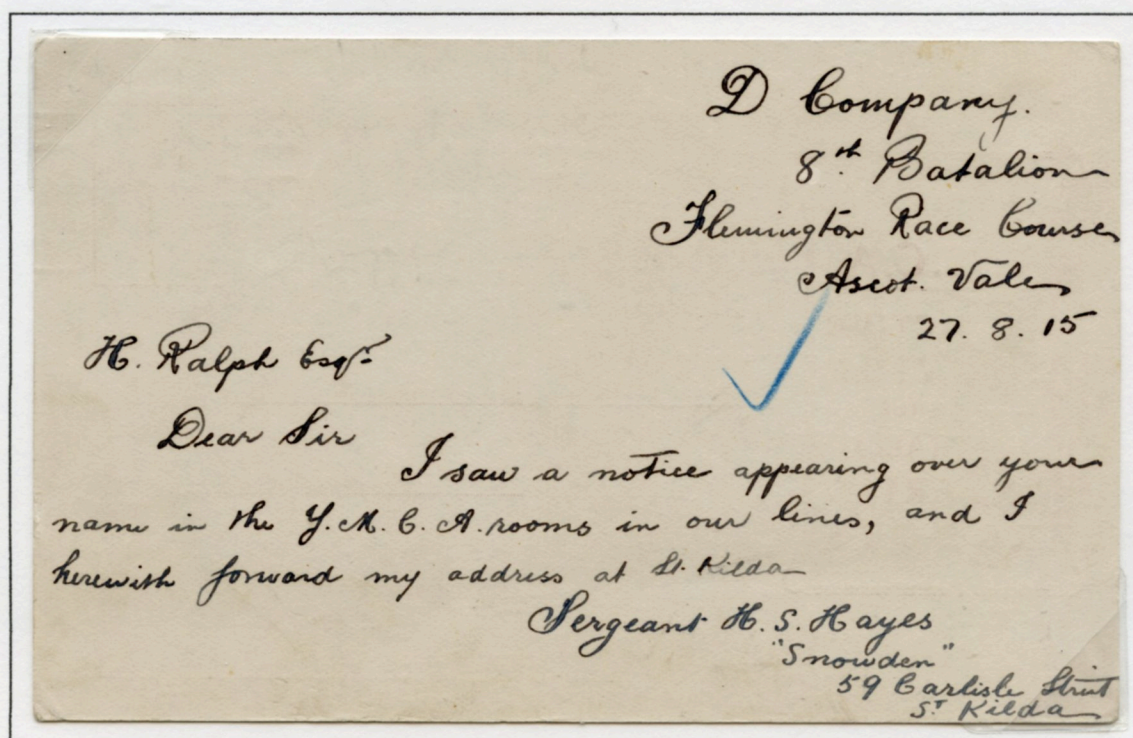 D Company.
8th Batalion
Flemington Race Course
Ascot. Vale
27. 8. 15
H. Ralph Esqr.
Dear Sir
I saw a notice appearing over your
name in the Y. M. C. A. rooms in our lines, and I
herewith forward my address at St. Kilda
Sergeant H. S. Hayes
"Snowden"
59 Carlisle Street
St Kilda